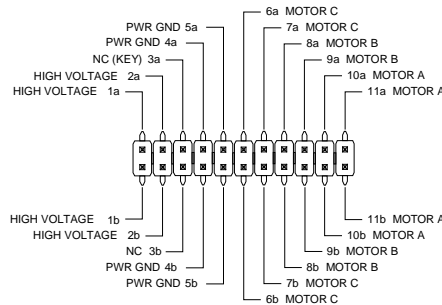 6a MOTOR C
PWR GND 5a
7a MOTOR C
PWR GND 4a
8a MOTOR B
NC (KEY) 3a
9a MOTOR B
HIGH VOLTAGE 2a
10a MOTOR A
HIGH VOLTAGE 1a
11a MOTOR A
HIGH VOLTAGE 1b
11b MOTOR A
HIGH VOLTAGE 2b
10b MOTOR A
NC 3b
9b MOTOR B
PWR GND 4b
8b MOTOR B
PWR GND 5b
7b MOTOR C
6b MOTOR C